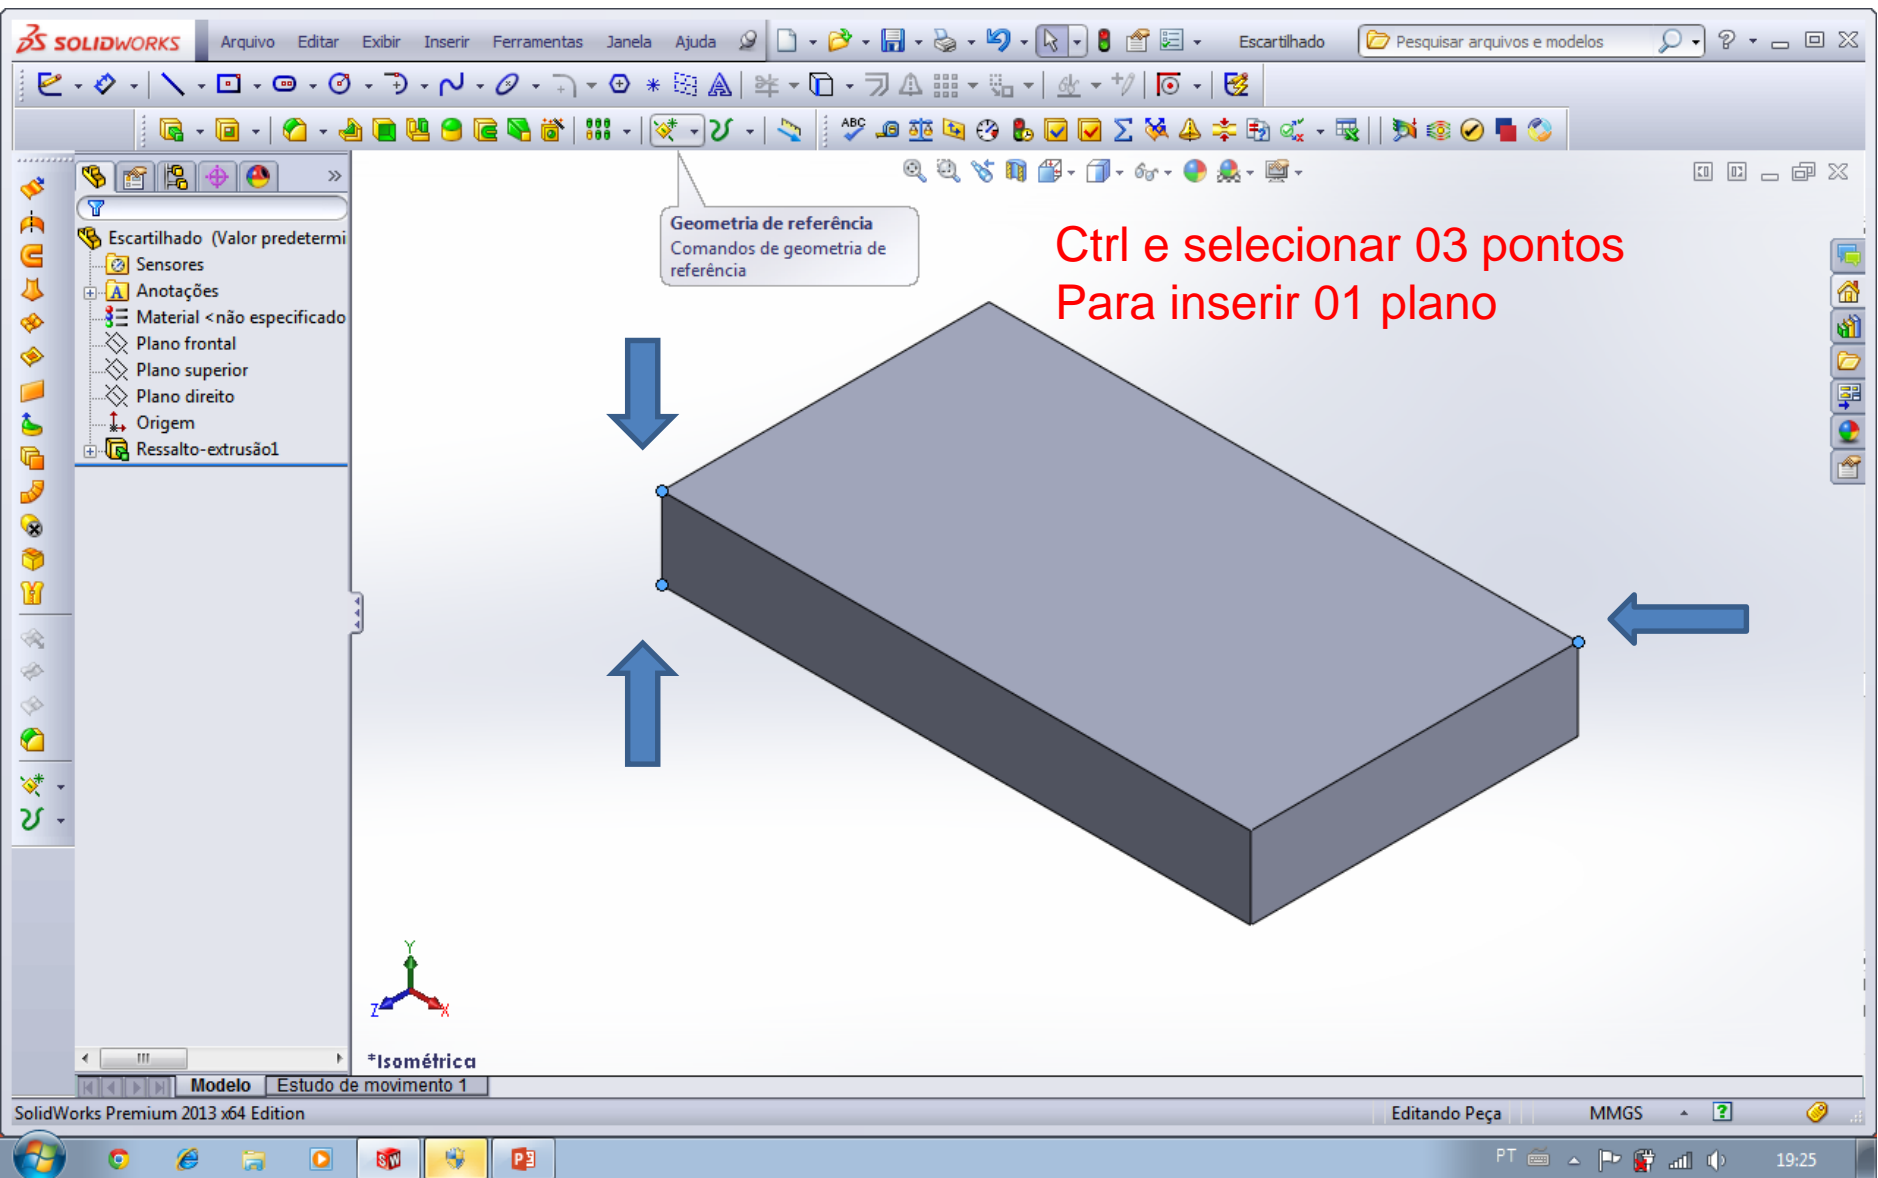 SOLIDWORKS Arquivo Editar Exibir Inserir Ferramentas Janela Ajuda Escartilhado Pesquisar arquivos e modelos
ABC
Geometria de referência
Comandos de geometria de
referência
Ctrl e selecionar 03 pontos
Para inserir 01 plano
Escartilhado (Valor predetermi
Sensores
Anotações
Material <não especificado
Plano frontal
Plano superior
Plano direito
Origem
Ressalto-extrusão1
Y
Z
X
*Isométrica
Modelo Estudo de movimento 1
SolidWorks Premium 2013 x64 Edition Editando Peça MMGS
PT 19:25